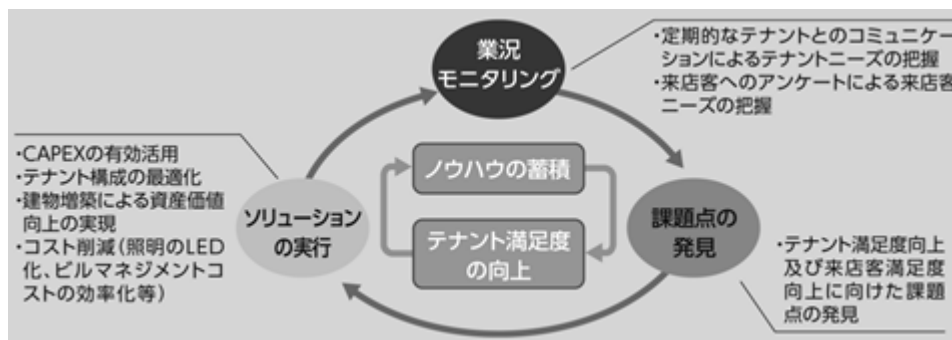 業況
モニタリング
・定期的なテナントとのコミュニケー
ションによるテナントニーズの把握
・来店客へのアンケートによる来店客
ニーズの把握
・CAPEXの有効活用
・テナント構成の最適化
・建物増築による資産価値
向上の実現
・コスト削減（照明のLED
化、ビルマネジメントコ
ストの効率化等）
ソリューション
の実行
ノウハウの蓄積
テナント満足度
の向上
課題点の
発見
・テナント満足度向上
及び来店客満足度
向上に向けた課題
点の発見